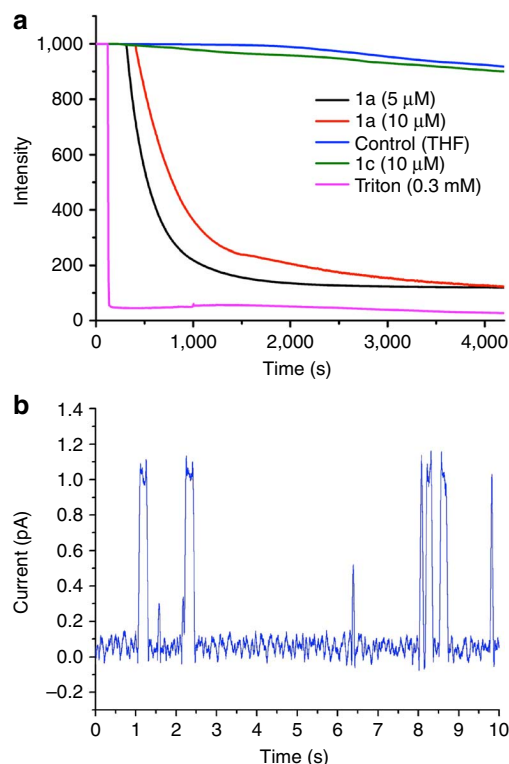 a
1,000
800
600
400
200
0
Intensity
1a (5 μM)
1a (10 μM)
Control (THF)
1c (10 μM)
Triton (0.3 mM)
0 1,000 2,000 3,000 4,000
Time (s)
b
1.4
1.2
1.0
0.8
0.6
0.4
0.2
0.0
–0.2
Current (pA)
0 1 2 3 4 5 6 7 8 9 10
Time (s)